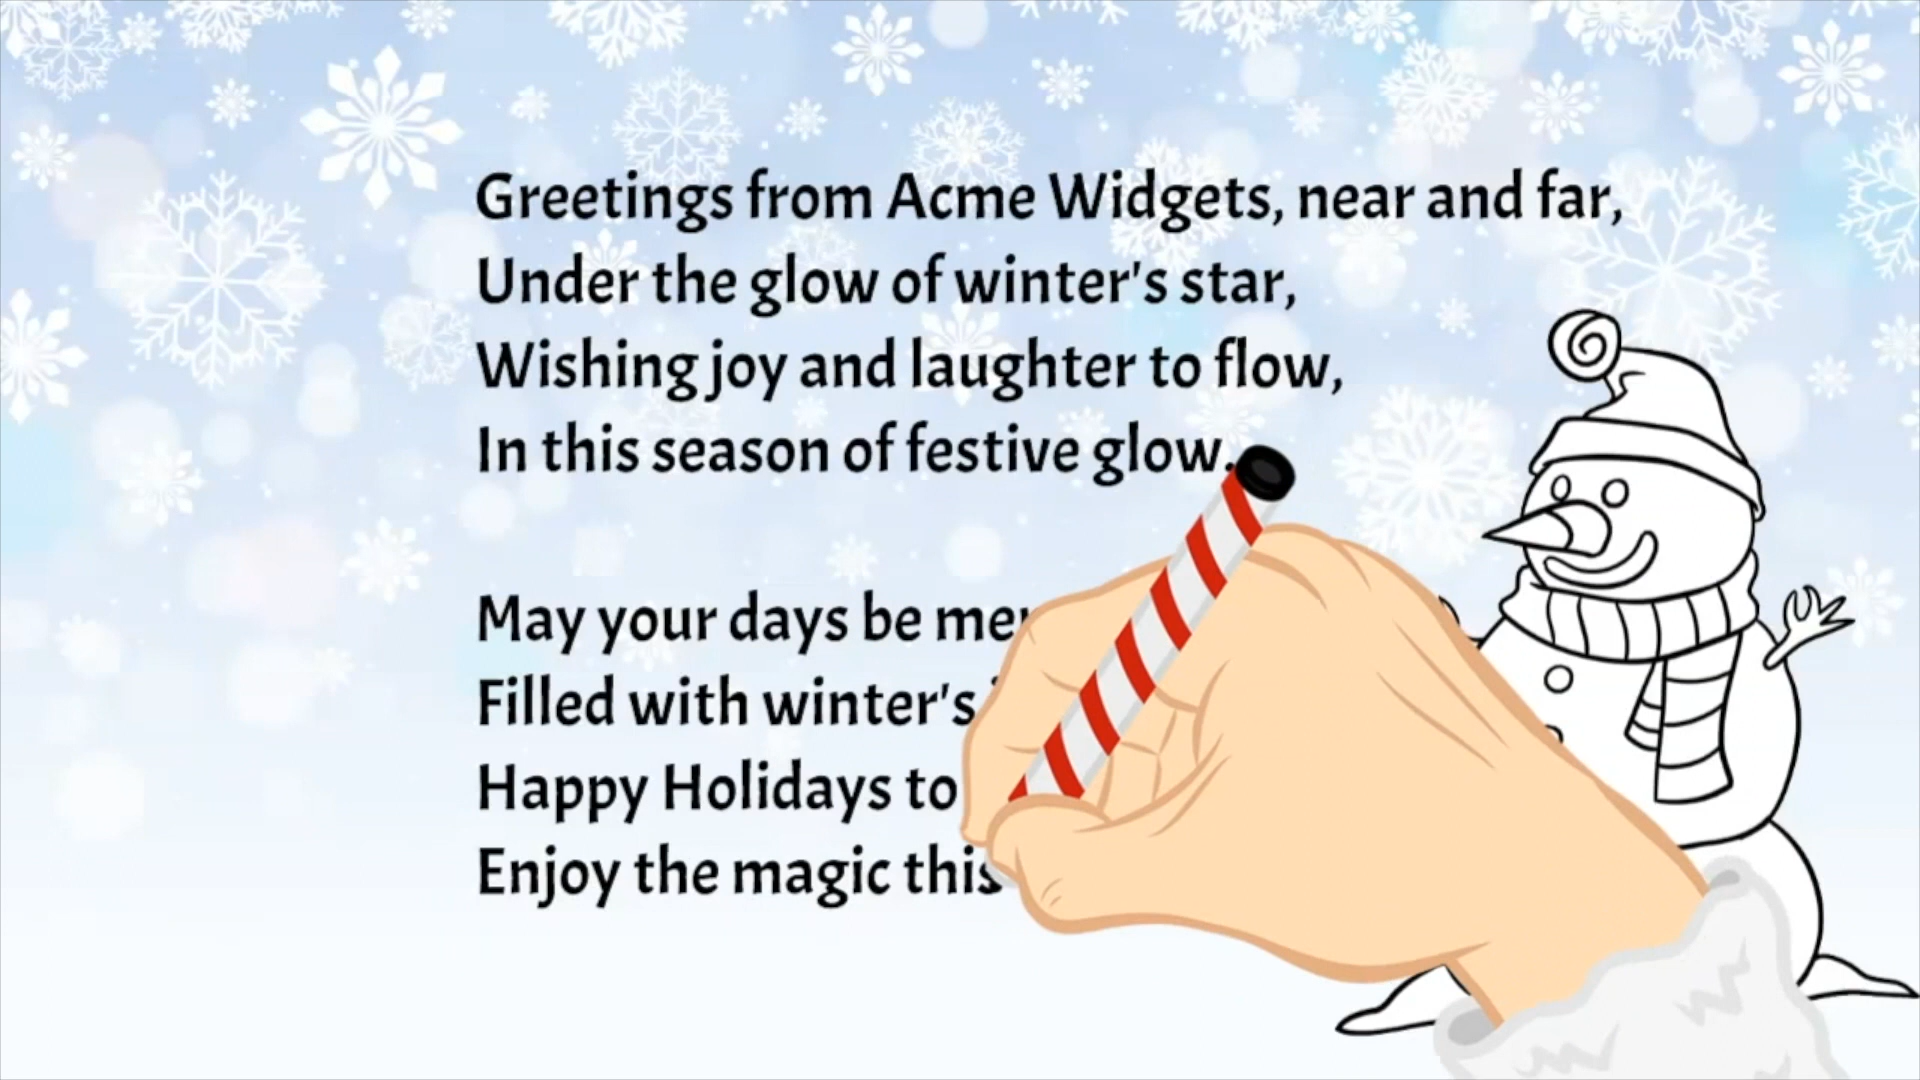 Greetings from Acme Widgets, near and far,
Under the glow of winter's star,
Wishing joy and laughter to flow,
In this season of festive glow.
May your days be
Filled with winter's
Happy Holidays to
Enjoy the magic this